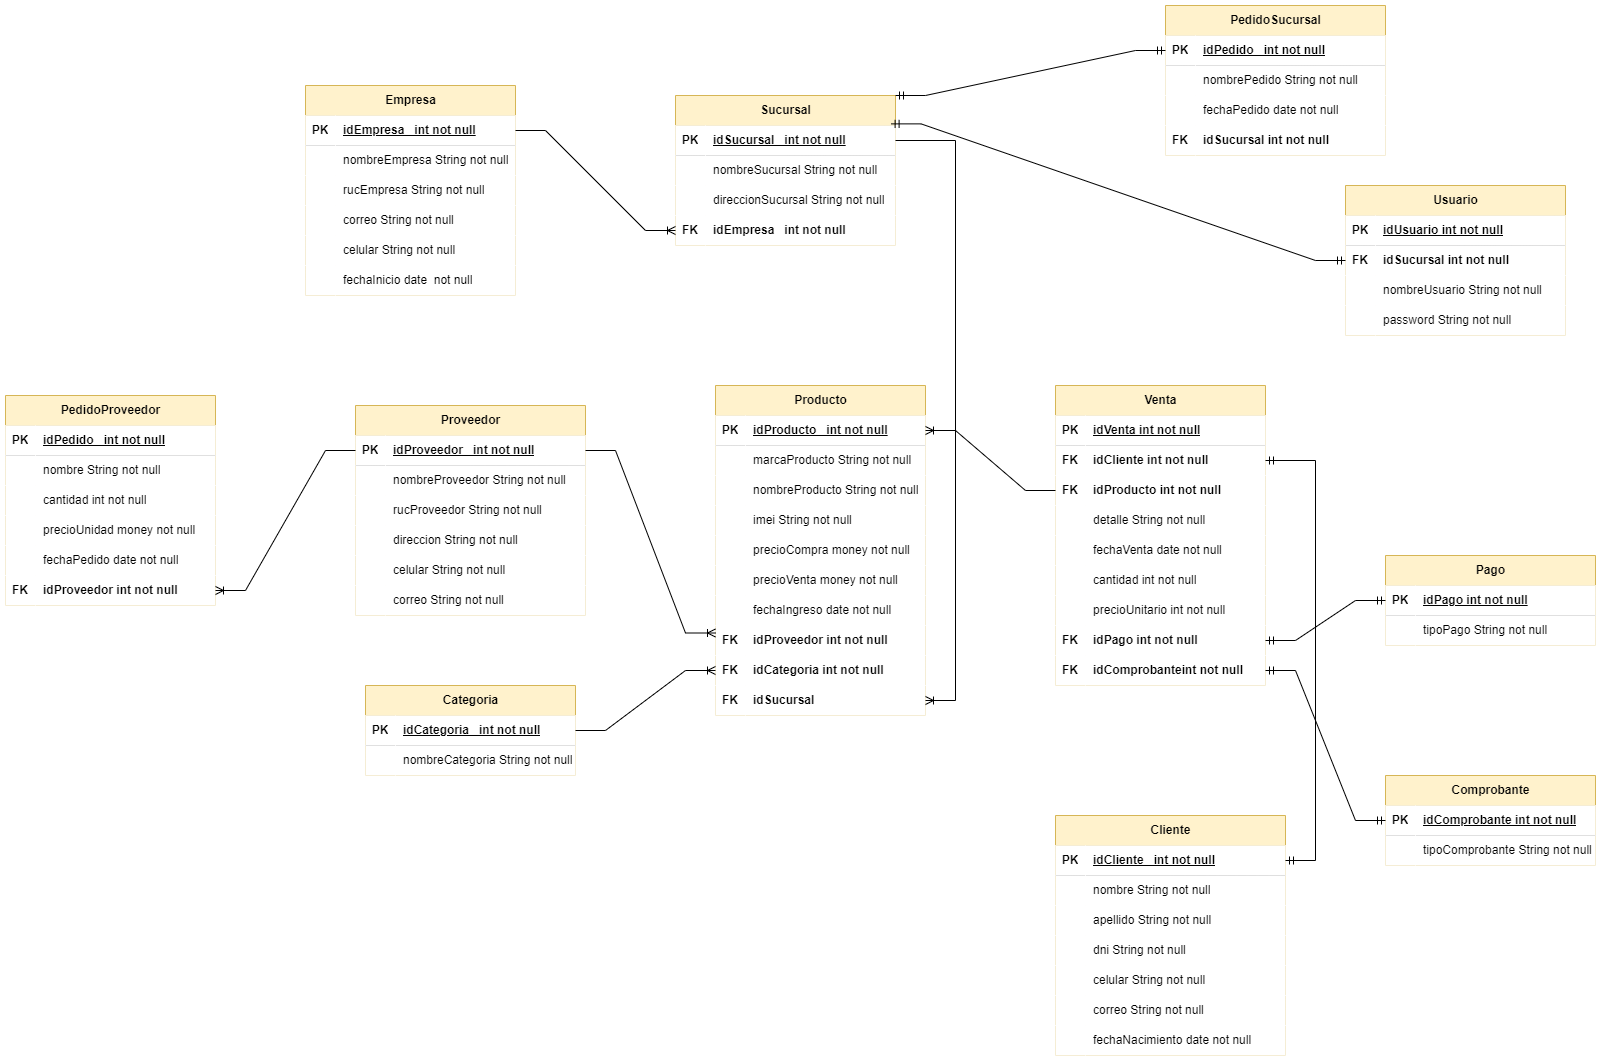 PedidoSucursal
PK idPedido int not null
nombrePedido String not null
fechaPedido date not null
FK idSucursal int not null
Empresa
PK idEmpresa int not null
nombreEmpresa String not null
rucEmpresa String not null
correo String not null
celular String not null
fechaInicio date not null
Sucursal
PK idSucursal int not null
nombreSucursal String not null
direccionSucursal String not null
FK idEmpresa int not null
Usuario
PK idUsuario int not null
FK idSucursal int not null
nombreUsuario String not null
password String not null
PedidoProveedor
PK idPedido int not null
nombre String not null
cantidad int not null
precioUnidad money not null
fechaPedido date not null
FK idProveedor int not null
Proveedor
PK idProveedor int not null
nombreProveedor String not null
rucProveedor String not null
direccion String not null
celular String not null
correo String not null
Producto
PK idProducto int not null
marcaProducto String not null
nombreProducto String not null
imei String not null
precioCompra money not null
precioVenta money not null
fechaIngreso date not null
FK idProveedor int not null
FK idCategoria int not null
FK idSucursal
Venta
PK idVenta int not null
FK idCliente int not null
FK idProducto int not null
detalle String not null
fechaVenta date not null
cantidad int not null
precioUnitario int not null
FK idPago int not null
FK idComprobanteint not null
Pago
PK idPago int not null
tipoPago String not null
Categoria
PK idCategoria int not null
nombreCategoria String not null
Comprobante
PK idComprobante int not null
tipoComprobante String not null
Cliente
PK idCliente int not null
nombre String not null
apellido String not null
dni String not null
celular String not null
correo String not null
fechaNacimiento date not null